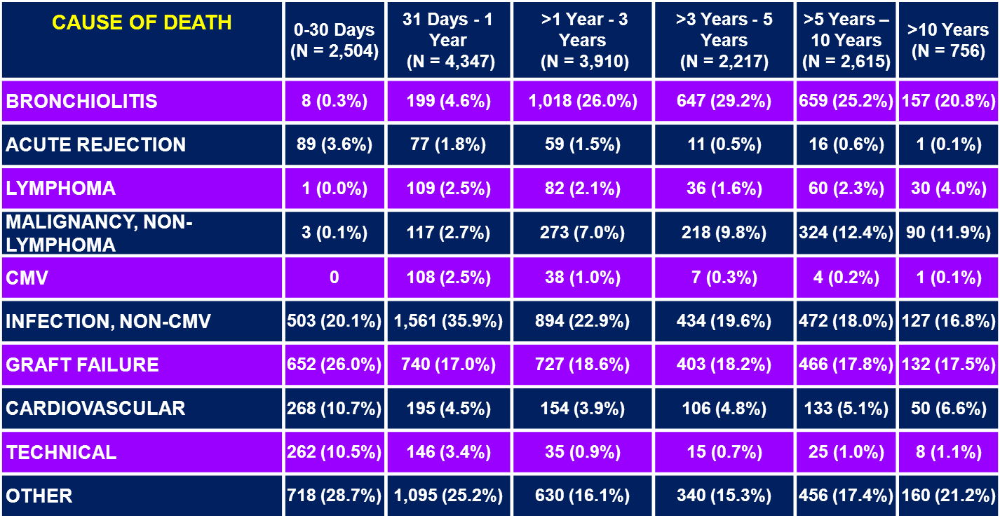 CAUSE OF DEATH
0-30 Days
(N = 2,504)
31 Days - 1
Year
(N = 4,347)
>1 Year - 3
Years
(N = 3,910)
>3 Years - 5
Years
(N = 2,217)
>5 Years –
10 Years
(N = 2,615)
>10 Years
(N = 756)
BRONCHIOLITIS 8 (0.3%) 199 (4.6%) 1,018 (26.0%) 647 (29.2%) 659 (25.2%) 157 (20.8%)
ACUTE REJECTION 89 (3.6%) 77 (1.8%) 59 (1.5%) 11 (0.5%) 16 (0.6%) 1 (0.1%)
LYMPHOMA 1 (0.0%) 109 (2.5%) 82 (2.1%) 36 (1.6%) 60 (2.3%) 30 (4.0%)
MALIGNANCY, NON-
LYMPHOMA 3 (0.1%) 117 (2.7%) 273 (7.0%) 218 (9.8%) 324 (12.4%) 90 (11.9%)
CMV 0 108 (2.5%) 38 (1.0%) 7 (0.3%) 4 (0.2%) 1 (0.1%)
INFECTION, NON-CMV 503 (20.1%) 1,561 (35.9%) 894 (22.9%) 434 (19.6%) 472 (18.0%) 127 (16.8%)
GRAFT FAILURE 652 (26.0%) 740 (17.0%) 727 (18.6%) 403 (18.2%) 466 (17.8%) 132 (17.5%)
CARDIOVASCULAR 268 (10.7%) 195 (4.5%) 154 (3.9%) 106 (4.8%) 133 (5.1%) 50 (6.6%)
TECHNICAL 262 (10.5%) 146 (3.4%) 35 (0.9%) 15 (0.7%) 25 (1.0%) 8 (1.1%)
OTHER 718 (28.7%) 1,095 (25.2%) 630 (16.1%) 340 (15.3%) 456 (17.4%) 160 (21.2%)